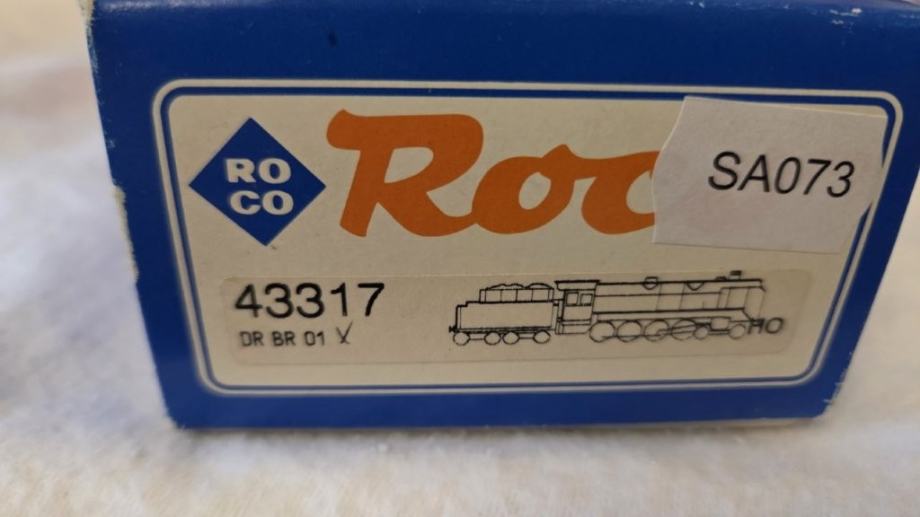 RO
CO
Roc
SA073
43317
DR BR 01 X
HO